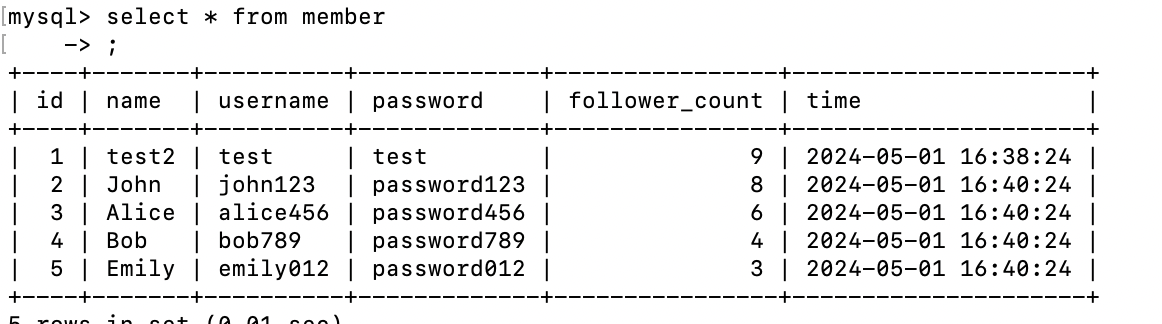 [mysql> select * from member
[    -> ;
+----+-------+----------+-------------+----------------+---------------------+
| id | name  | username | password    | follower_count | time                |
+----+-------+----------+-------------+----------------+---------------------+
|  1 | test2 | test     | test        |              9 | 2024-05-01 16:38:24 |
|  2 | John  | john123  | password123 |              8 | 2024-05-01 16:40:24 |
|  3 | Alice | alice456 | password456 |              6 | 2024-05-01 16:40:24 |
|  4 | Bob   | bob789   | password789 |              4 | 2024-05-01 16:40:24 |
|  5 | Emily | emily012 | password012 |              3 | 2024-05-01 16:40:24 |
+----+-------+----------+-------------+----------------+---------------------+
5 rows in set (0.01 sec)